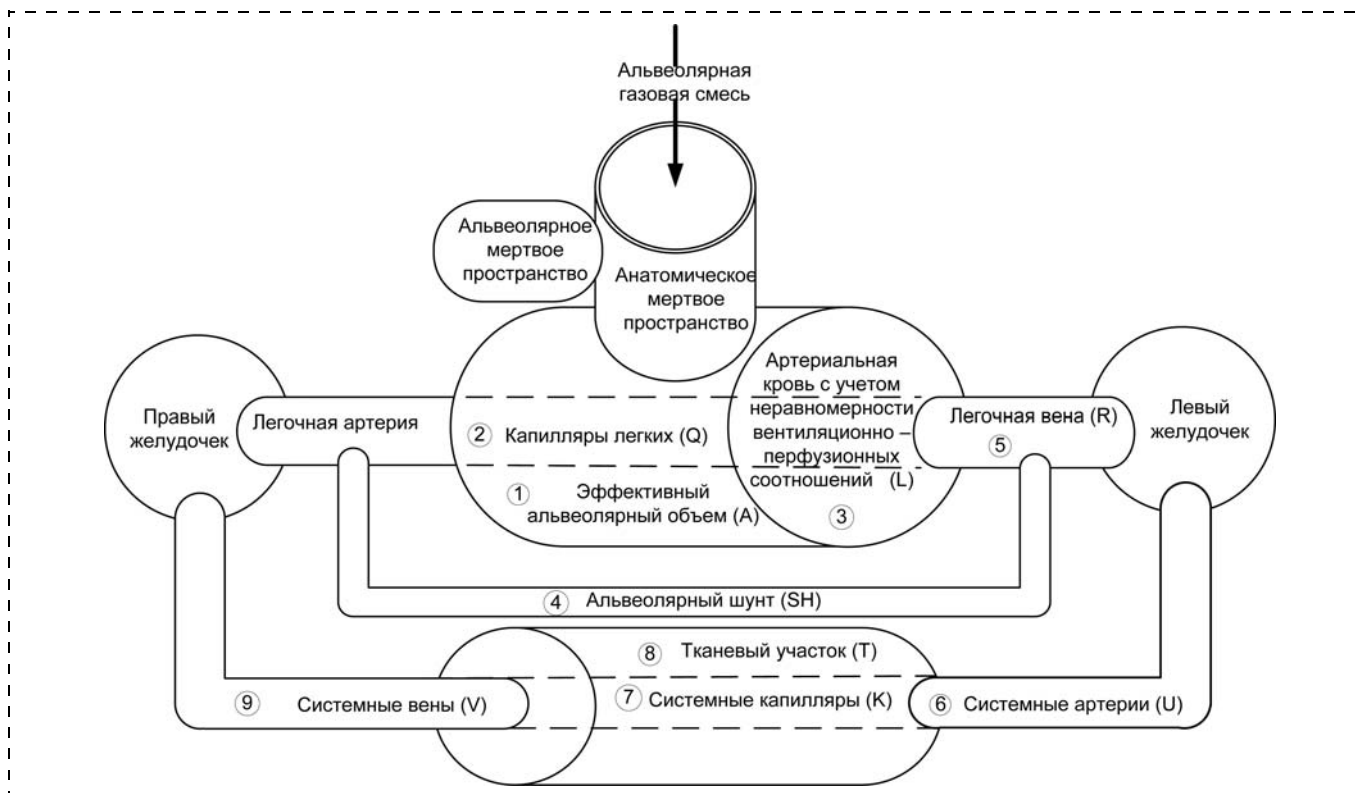 Альвеолярная
газовая смесь
Альвеолярное
мертвое
пространство
Анатомическое
мертвое
пространство
Правый
желудочек
Легочная артерия
② Капилляры легких (Q)
① Эффективный
альвеолярный объем (A)
Артериальная
кровь с учетом
неравномерности
вентиляционно –
перфузионных
соотношений (L)
③
Легочная вена (R)
⑤
Левый
желудочек
④ Альвеолярный шунт (SH)
⑧ Тканевый участок (T)
⑦ Системные капилляры (K)
⑥ Системные артерии (U)
⑨ Системные вены (V)